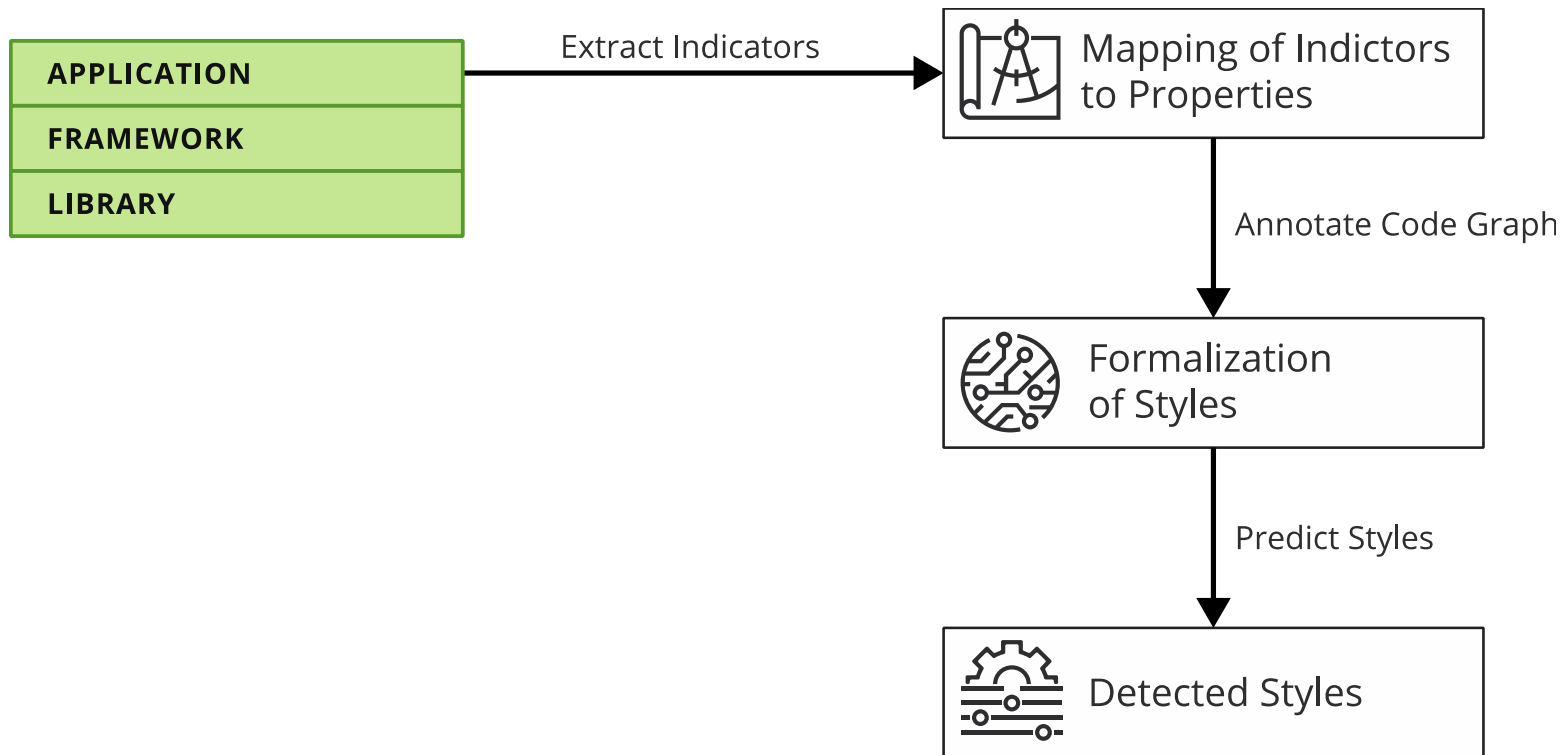 APPLICATION
FRAMEWORK
LIBRARY
Extract Indicators
Mapping of Indictors
to Properties
Annotate Code Graph
Formalization
of Styles
Predict Styles
Detected Styles